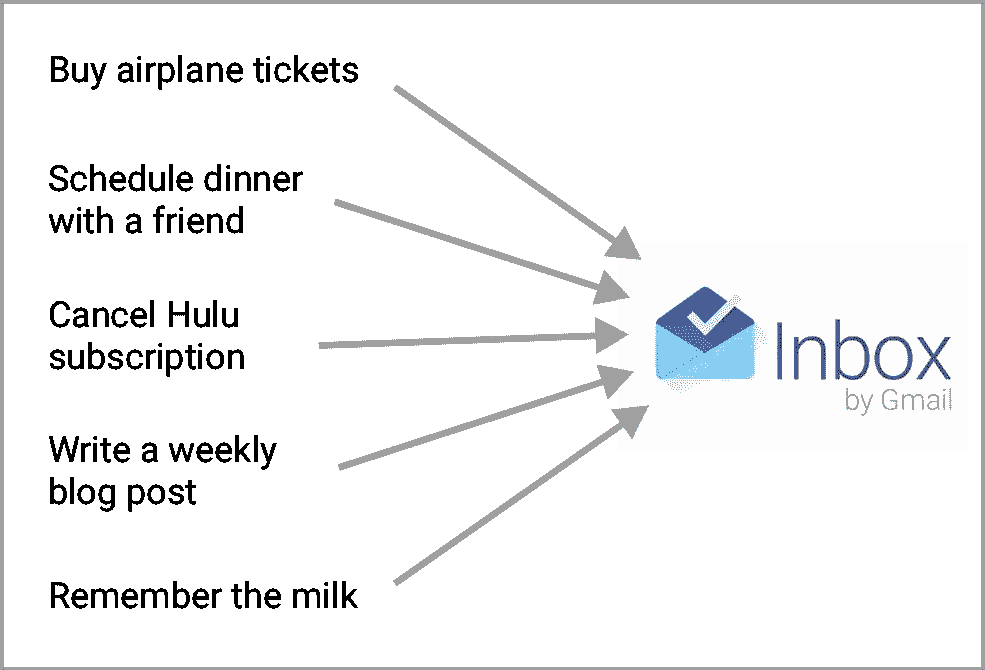 Buy airplane tickets
Schedule dinner
with a friend
Cancel Hulu
subscription
Write a weekly
blog post
Remember the milk
Inbox
by Gmail